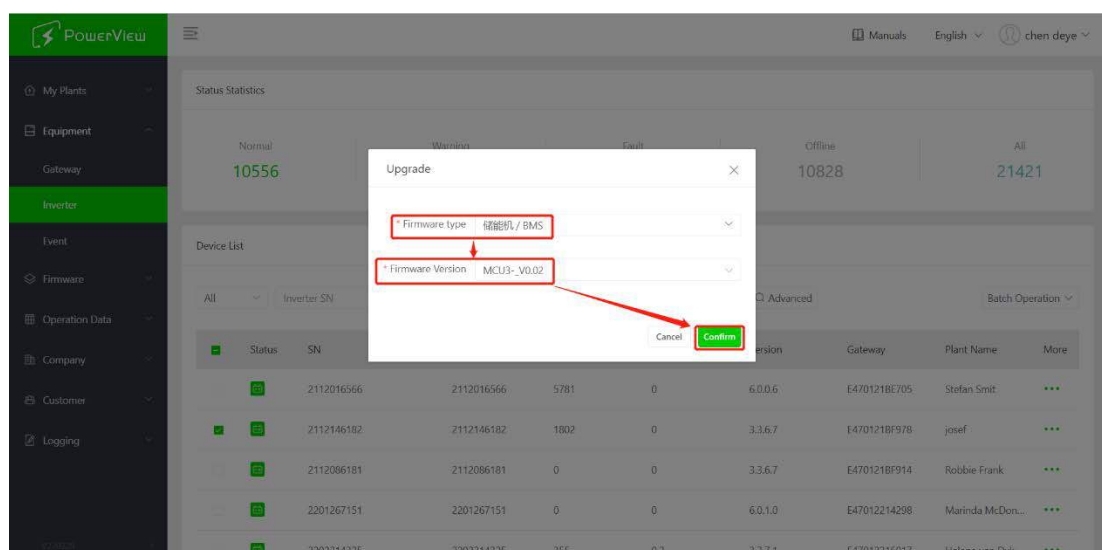 PowerView
Manuals English chen deye
My Plants
Equipment
Gateway
Inverter
Event
Firmware
Operation Data
Company
Customer
Logging
Status Statistics
Normal Warning Fault Offline All
10556 10828 21421
Upgrade
* Firmware type 储能机 / BMS
* Firmware Version MCU3-_V0.02
Cancel Confirm
Device List
All Inverter SN Advanced Batch Operation
Status SN ersion Gateway Plant Name More
2112016566 2112016566 5781 0 6.0.0.6 E470121BE705 Stefan Smit
2112146182 2112146182 1802 0 3.3.6.7 E470121BF978 josef
2112086181 2112086181 0 0 3.3.6.7 E470121BF914 Robbie Frank
2201267151 2201267151 0 0 6.0.1.0 E47012214298 Marinda McDon...